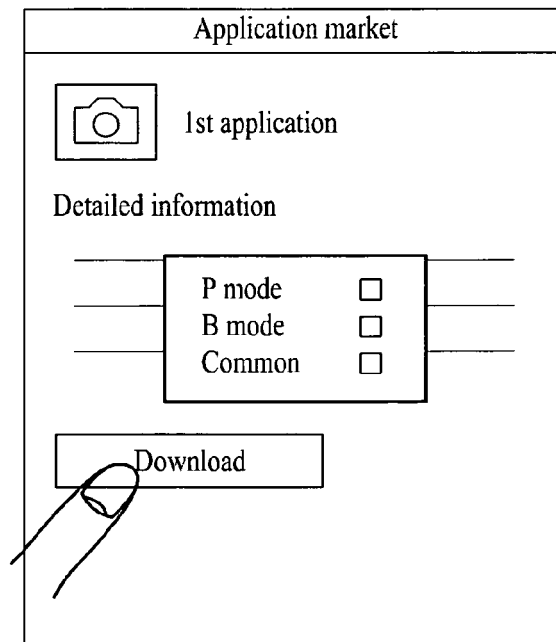 Application market
1st application
Detailed information
P mode
B mode
Common
Download